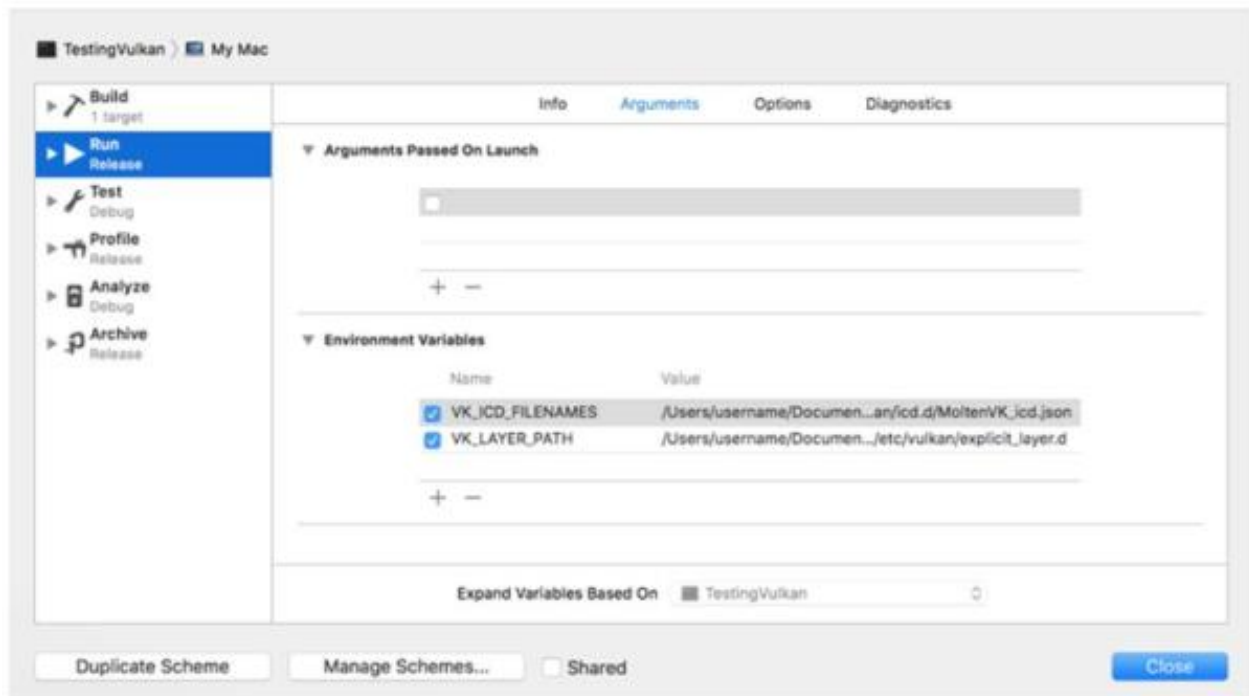 TestingVulkan My Mac
Build
1 target
Run
Release
Test
Debug
Profile
Release
Analyze
Debug
Archive
Release
Info Arguments Options Diagnostics
Arguments Passed On Launch
+ −
Environment Variables
Name Value
VK_ICD_FILENAMES /Users/username/Documen...an/icd.d/MoltenVK_icd.json
VK_LAYER_PATH /Users/username/Documen.../etc/vulkan/explicit_layer.d
+ −
Expand Variables Based On TestingVulkan
Duplicate Scheme Manage Schemes... Shared Close